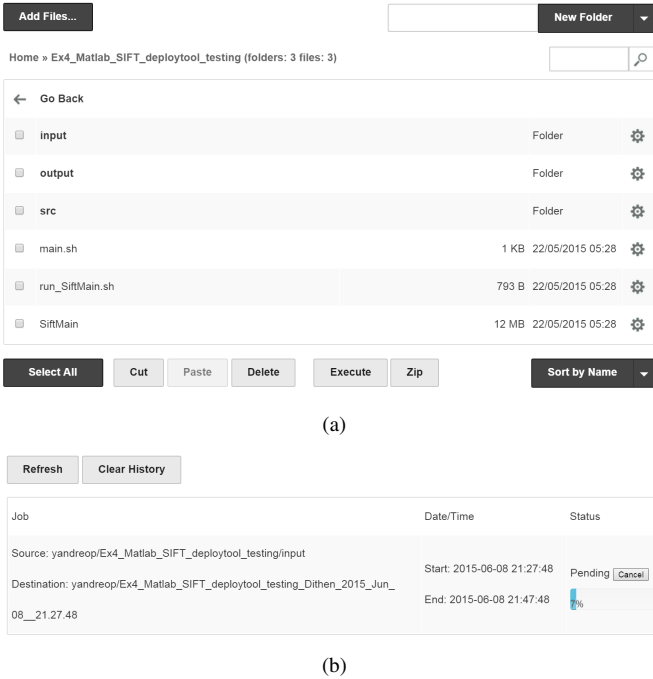 Add Files... New Folder
Home » Ex4_Matlab_SIFT_deploytool_testing (folders: 3 files: 3)
Go Back
input Folder
output Folder
src Folder
main.sh 1 KB 22/05/2015 05:28
run_SiftMain.sh 793 B 22/05/2015 05:28
SiftMain 12 MB 22/05/2015 05:28
Select All Cut Paste Delete Execute Zip Sort by Name
(a)
Refresh Clear History
Job Date/Time Status
Source: yandreop/Ex4_Matlab_SIFT_deploytool_testing/input
Destination: yandreop/Ex4_Matlab_SIFT_deploytool_testing_Dithen_2015_Jun_
08__21.27.48
Start: 2015-06-08 21:27:48
End: 2015-06-08 21:47:48
Pending Cancel
7%
(b)